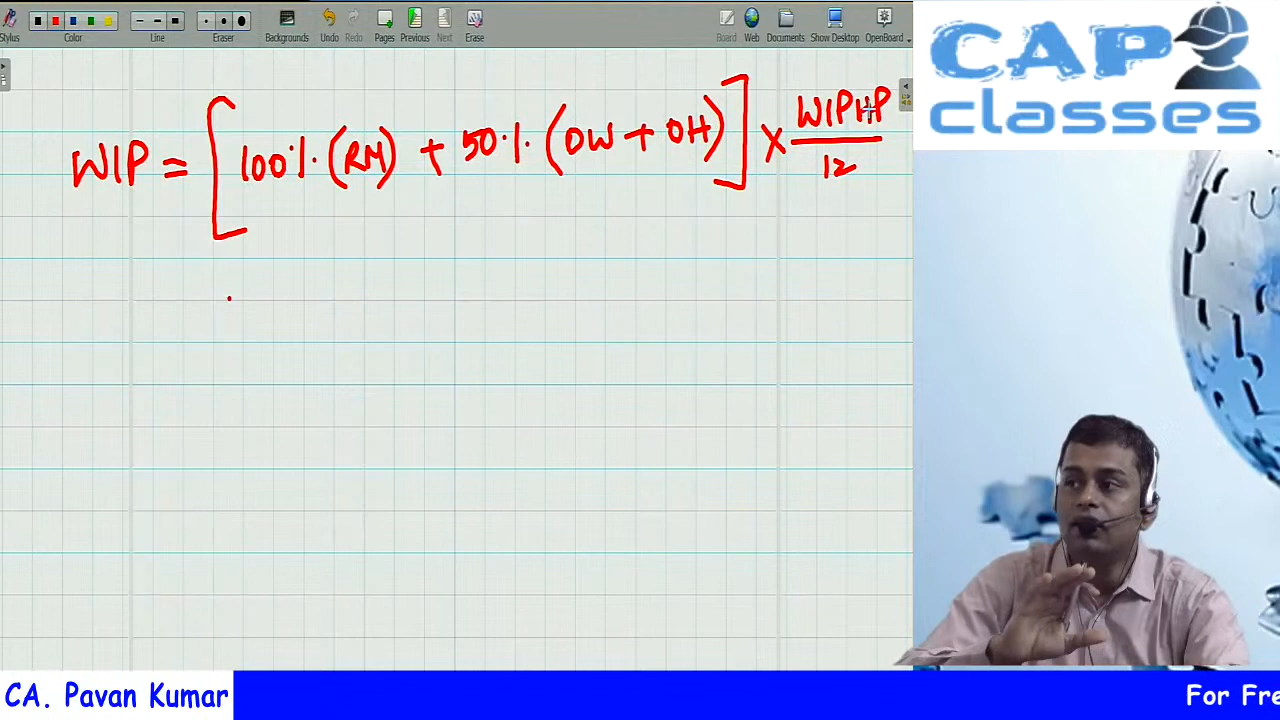 Stylus
Color
Line
Eraser
Backgrounds
Undo
Redo
Pages
Previous
Next
Erase
Board
Web
Documents
Show Desktop
OpenBoard
CAP
classes
WIP = [100% (RM) + 50% (DW + OH)] × WIPHP
12
CA. Pavan Kumar
For Fre